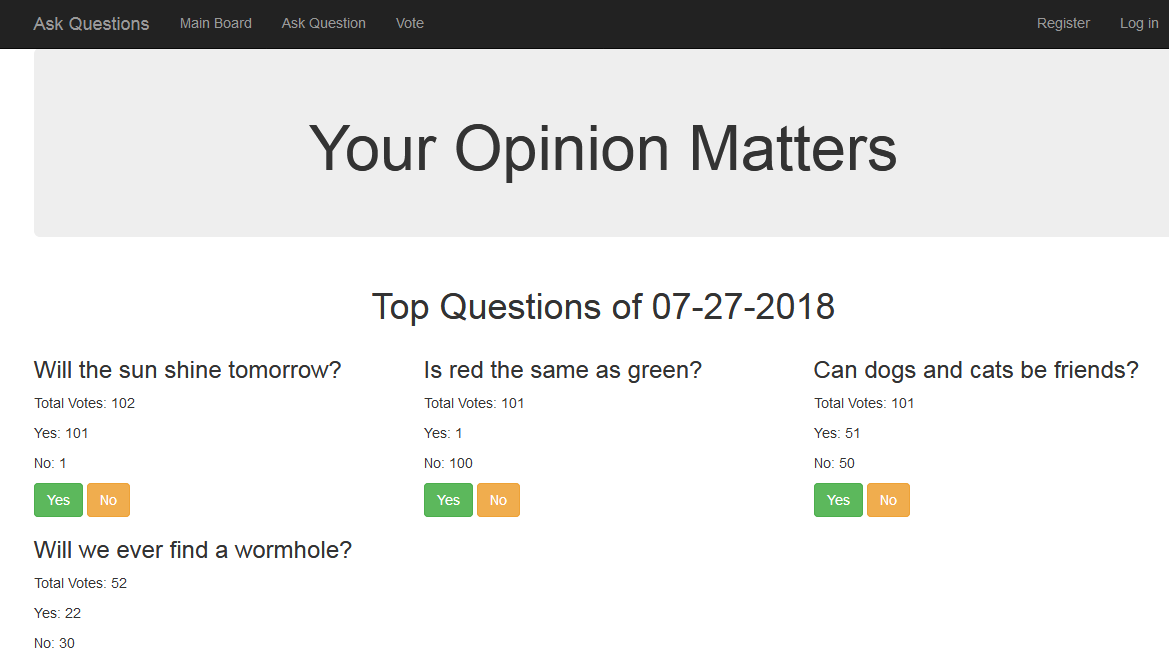 Ask Questions Main Board Ask Question Vote Register Log in
Your Opinion Matters
Top Questions of 07-27-2018
Will the sun shine tomorrow?
Total Votes: 102
Yes: 101
No: 1
Yes No
Is red the same as green?
Total Votes: 101
Yes: 1
No: 100
Yes No
Can dogs and cats be friends?
Total Votes: 101
Yes: 51
No: 50
Yes No
Will we ever find a wormhole?
Total Votes: 52
Yes: 22
No: 30